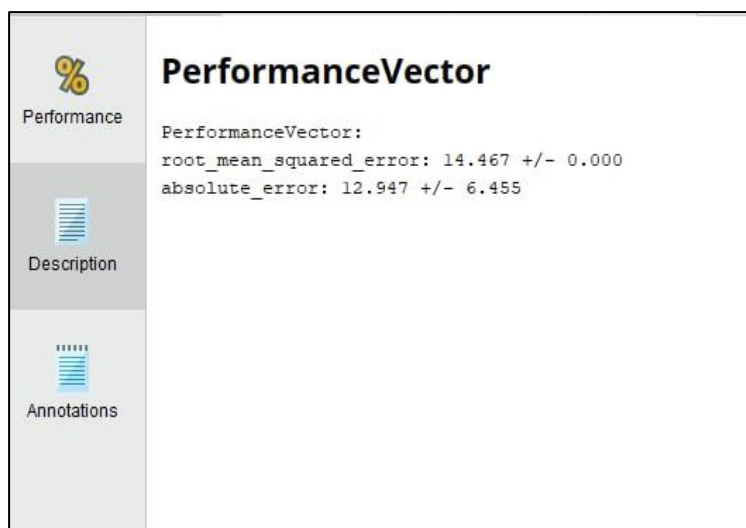 Performance
Description
Annotations
PerformanceVector
PerformanceVector:
root_mean_squared_error: 14.467 +/- 0.000
absolute_error: 12.947 +/- 6.455